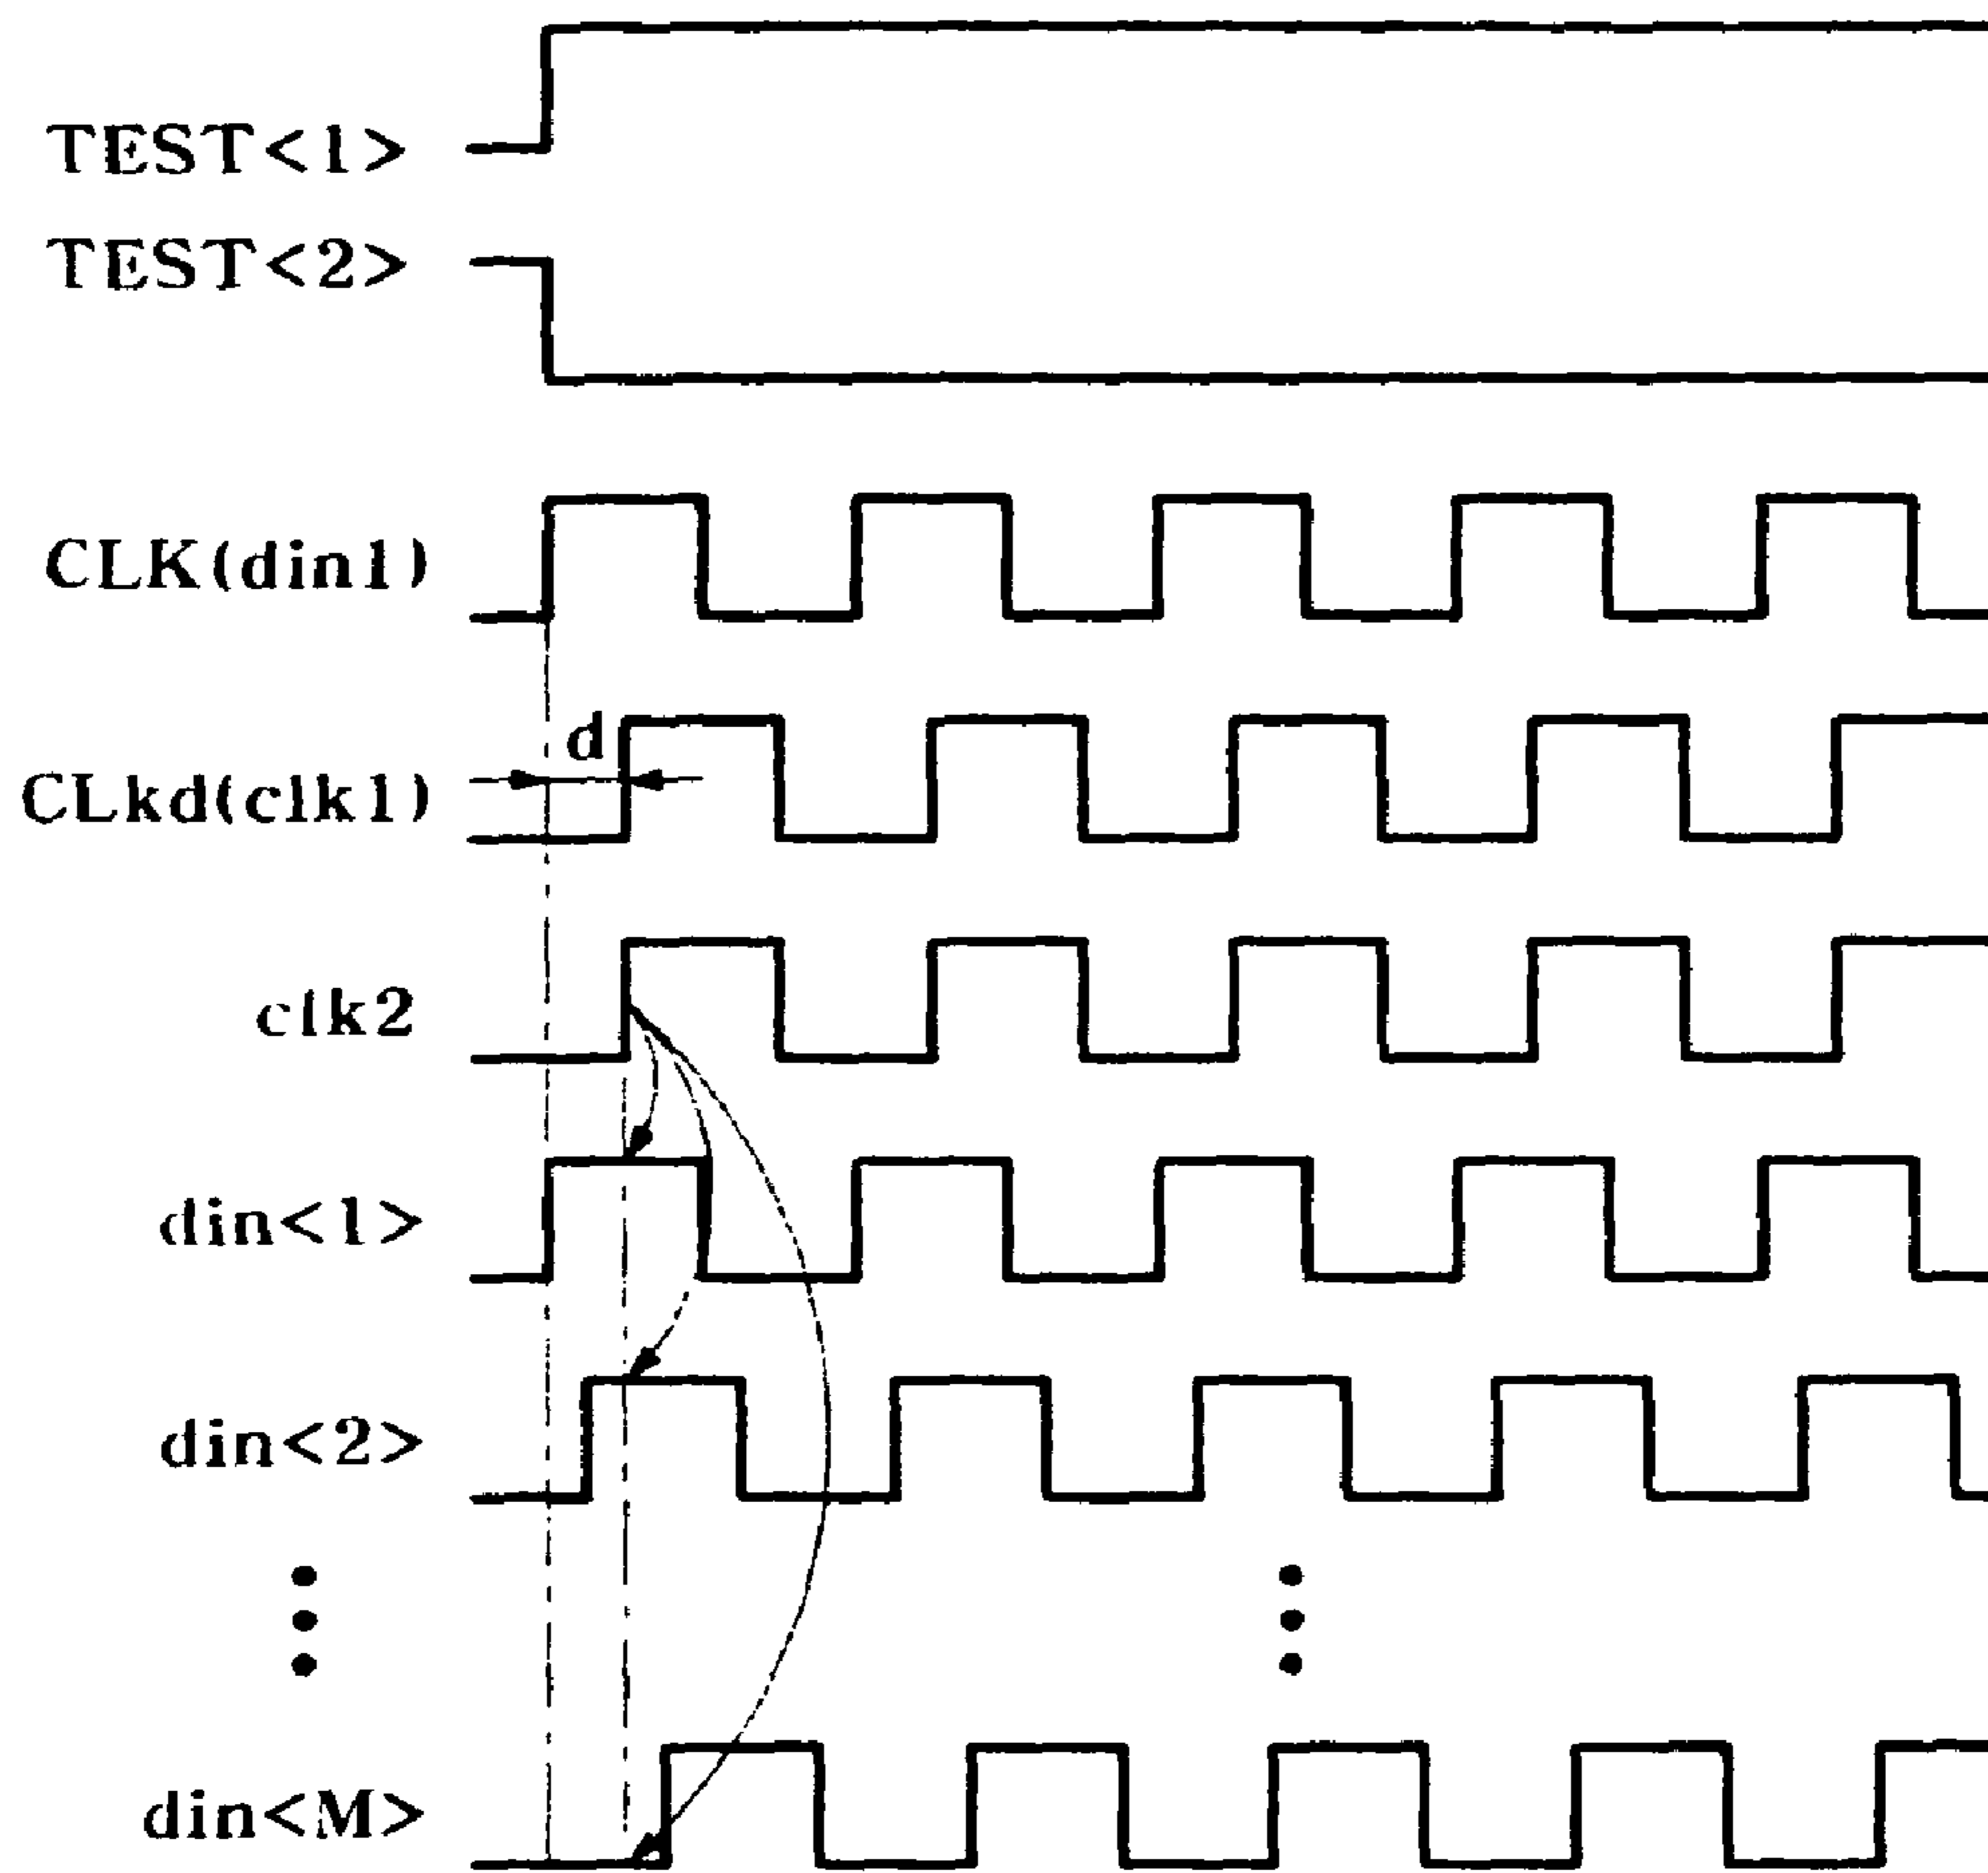 TEST<1>
TEST<2>
CLK(din1)
d
CLkd(clk1)
clk2
din<1>
din<2>
din<M>